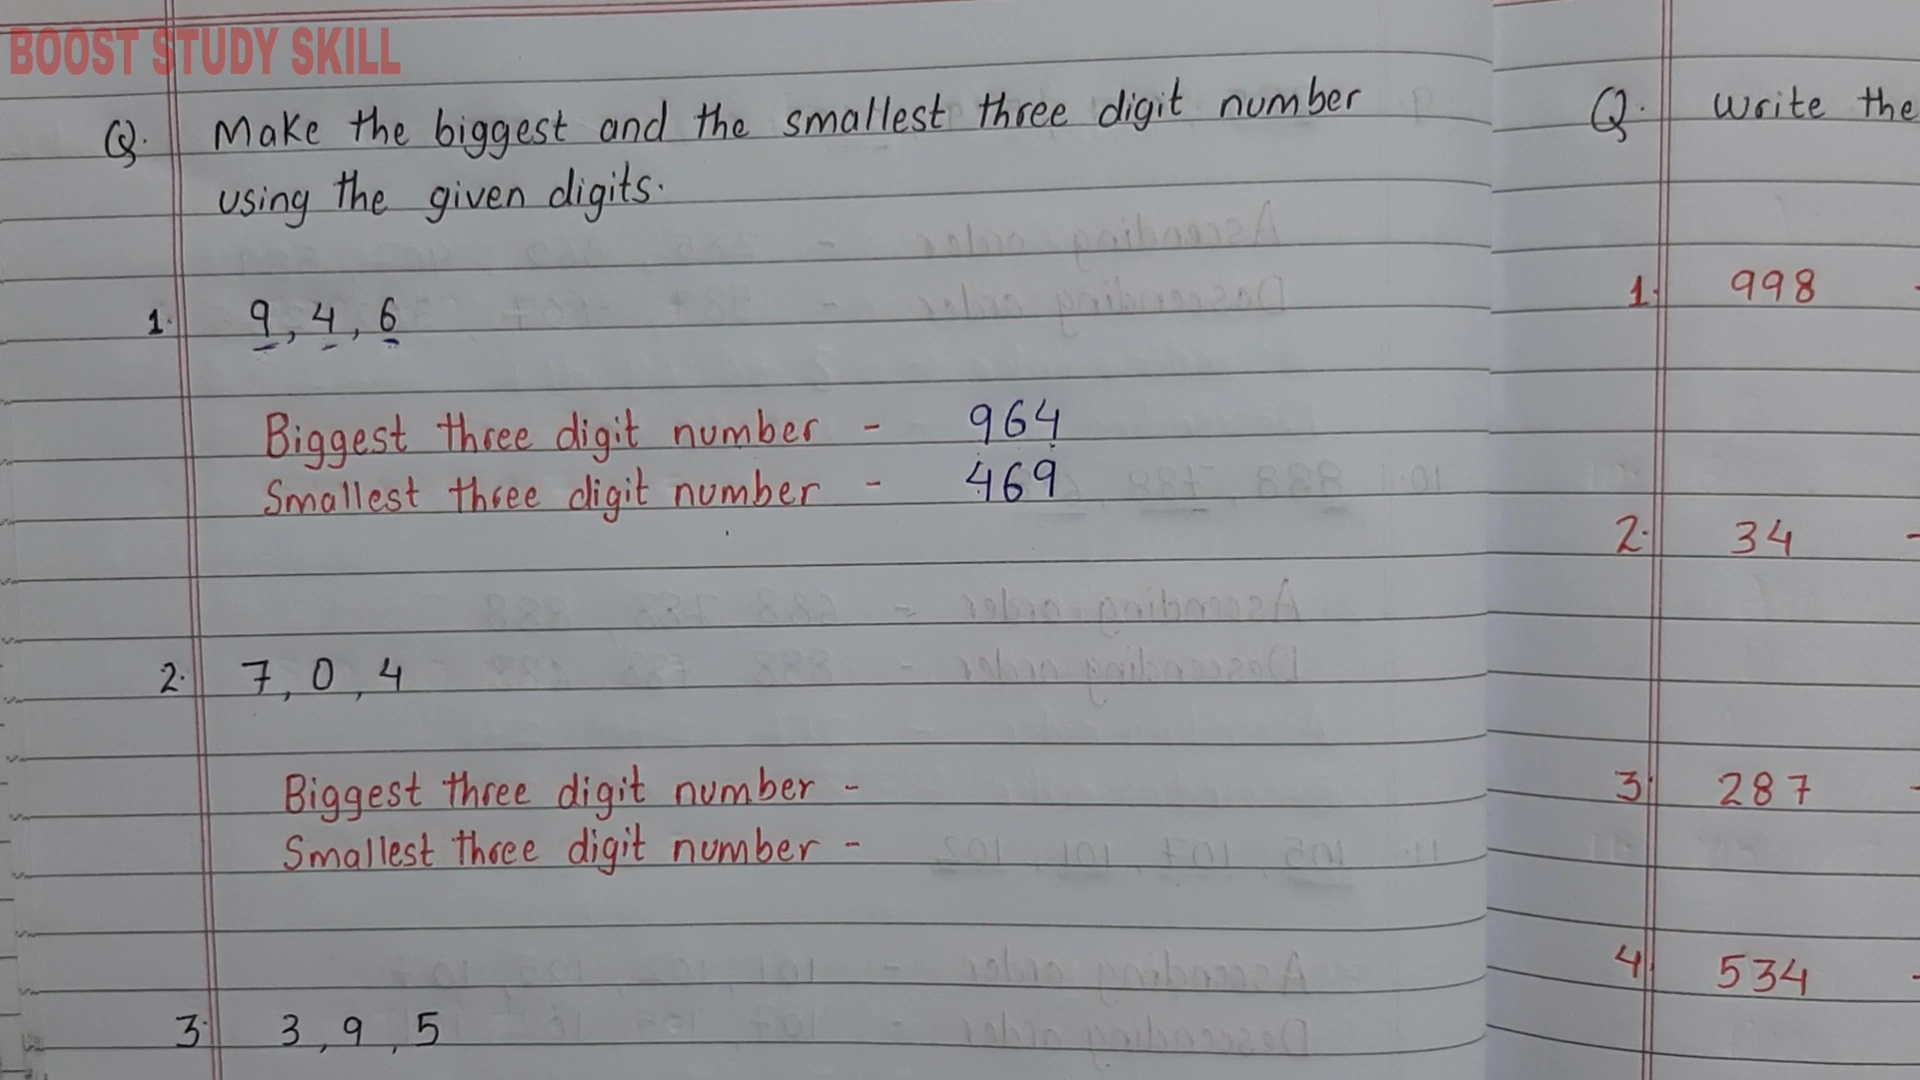 BOOST STUDY SKILL
Q. Make the biggest and the smallest three digit number
using the given digits.
1. 9, 4, 6
Biggest three digit number - 964
Smallest three digit number - 469
2. 7, 0, 4
Biggest three digit number -
Smallest three digit number -
3. 3, 9, 5
Q. Write the
1. 998 -
2. 34 -
3. 287 -
4. 534 -